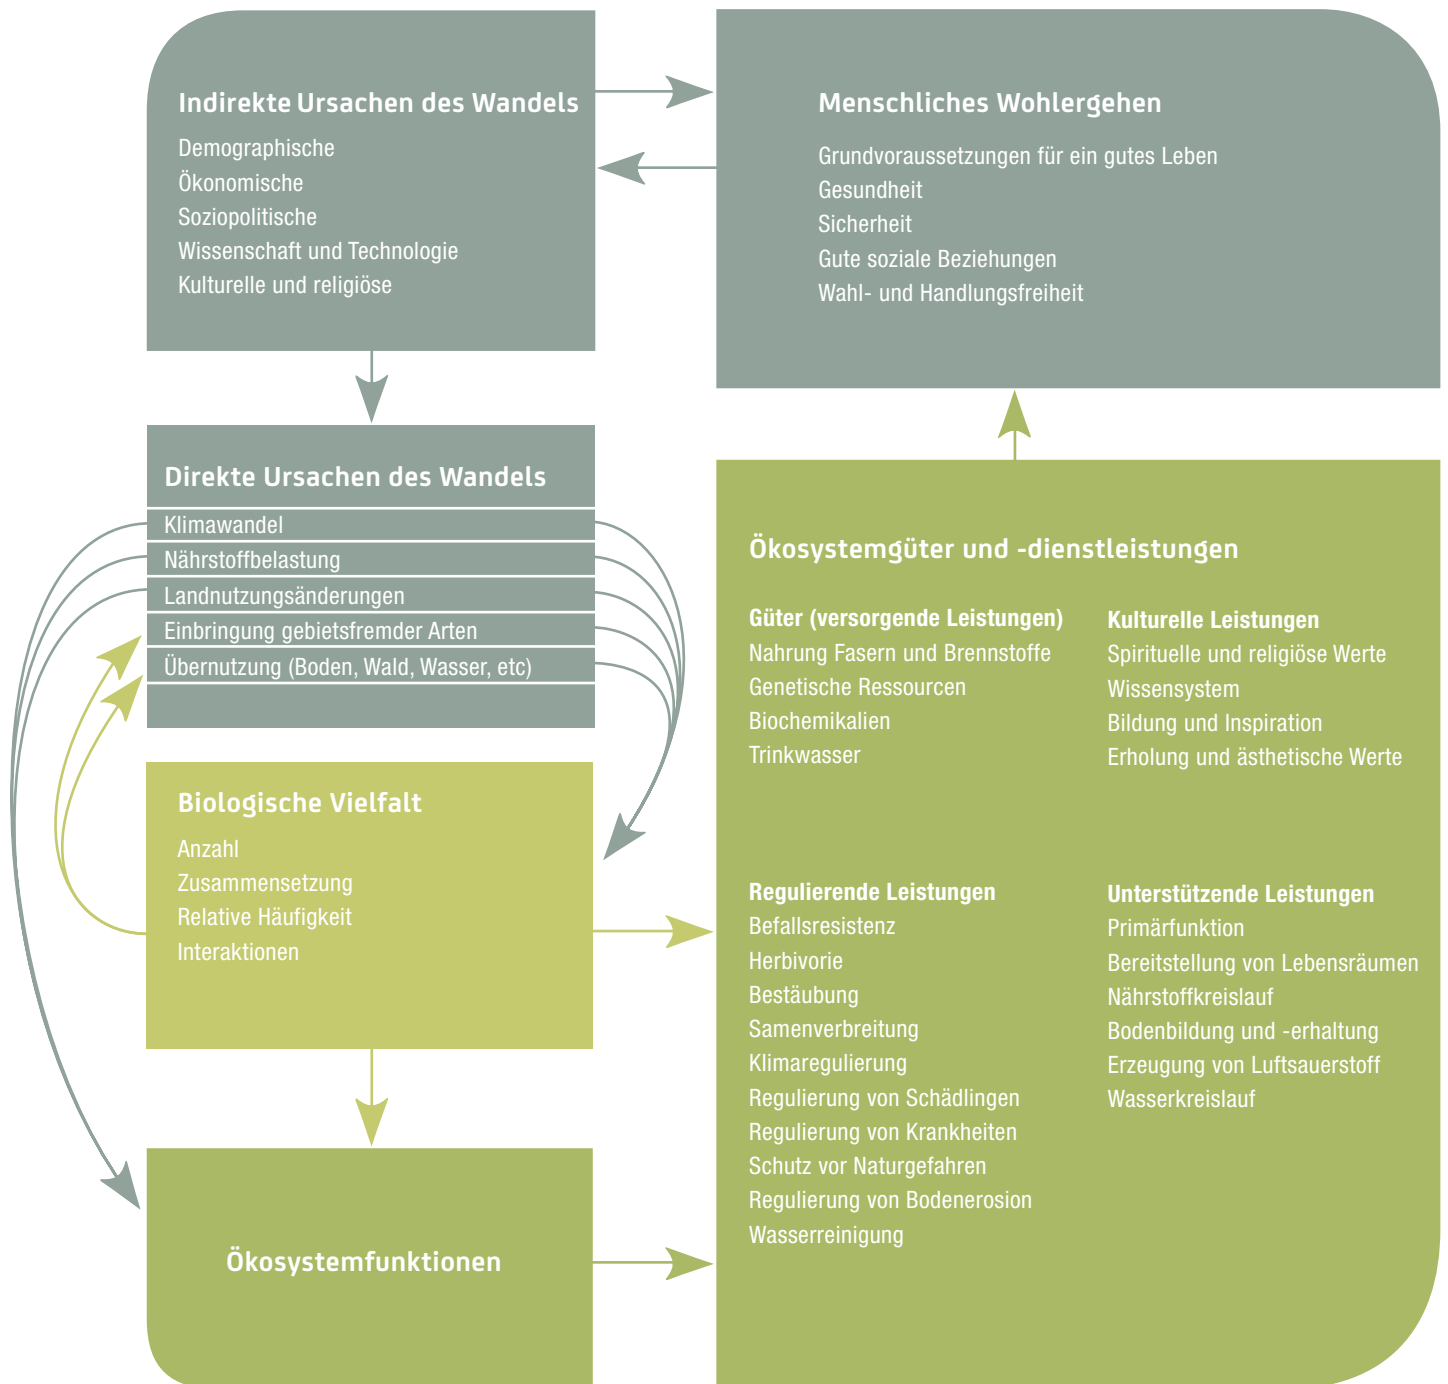 Indirekte Ursachen des Wandels
Demographische
Ökonomische
Soziopolitische
Wissenschaft und Technologie
Kulturelle und religiöse
Menschliches Wohlergehen
Grundvoraussetzungen für ein gutes Leben
Gesundheit
Sicherheit
Gute soziale Beziehungen
Wahl- und Handlungsfreiheit
Direkte Ursachen des Wandels
Klimawandel
Nährstoffbelastung
Landnutzungsänderungen
Einbringung gebietsfremder Arten
Übernutzung (Boden, Wald, Wasser, etc)
Biologische Vielfalt
Anzahl
Zusammensetzung
Relative Häufigkeit
Interaktionen
Ökosystemfunktionen
Ökosystemgüter und -dienstleistungen
Güter (versorgende Leistungen)
Nahrung Fasern und Brennstoffe
Genetische Ressourcen
Biochemikalien
Trinkwasser
Kulturelle Leistungen
Spirituelle und religiöse Werte
Wissensystem
Bildung und Inspiration
Erholung und ästhetische Werte
Regulierende Leistungen
Befallsresistenz
Herbivorie
Bestäubung
Samenverbreitung
Klimaregulierung
Regulierung von Schädlingen
Regulierung von Krankheiten
Schutz vor Naturgefahren
Regulierung von Bodenerosion
Wasserreinigung
Unterstützende Leistungen
Primärfunktion
Bereitstellung von Lebensräumen
Nährstoffkreislauf
Bodenbildung und -erhaltung
Erzeugung von Luftsauerstoff
Wasserkreislauf